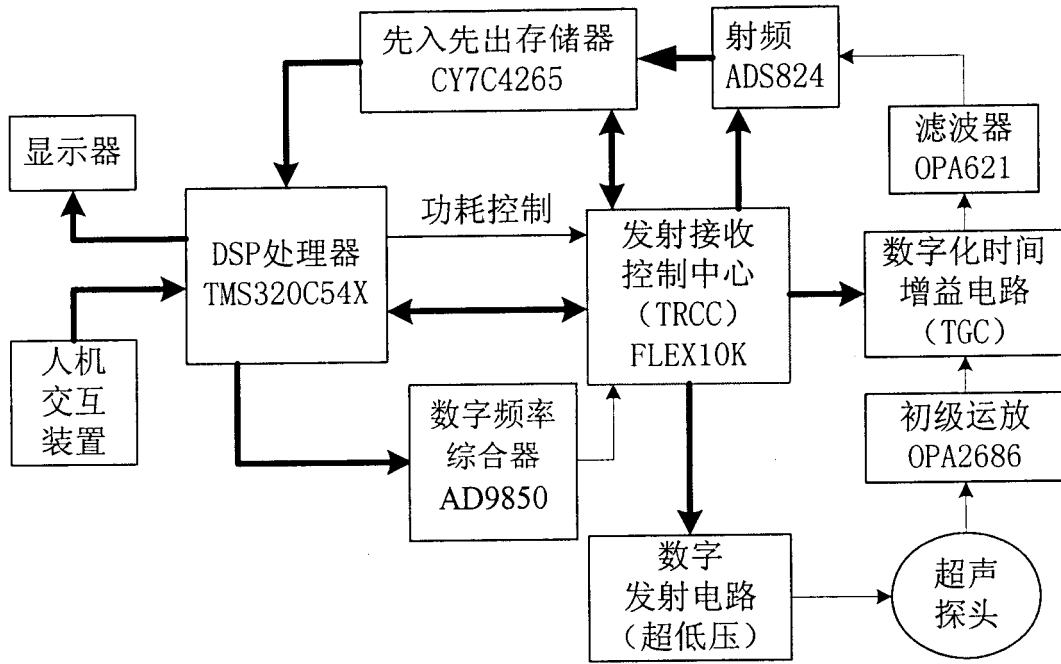 先入先出存储器
CY7C4265
射频
ADS824
显示器
滤波器
OPA621
功耗控制
DSP处理器
TMS320C54X
发射接收
控制中心
（TRCC）
FLEX10K
数字化时间
增益电路
（TGC）
人机
交互
装置
数字频率
综合器
AD9850
初级运放
OPA2686
数字
发射电路
（超低压）
超声
探头